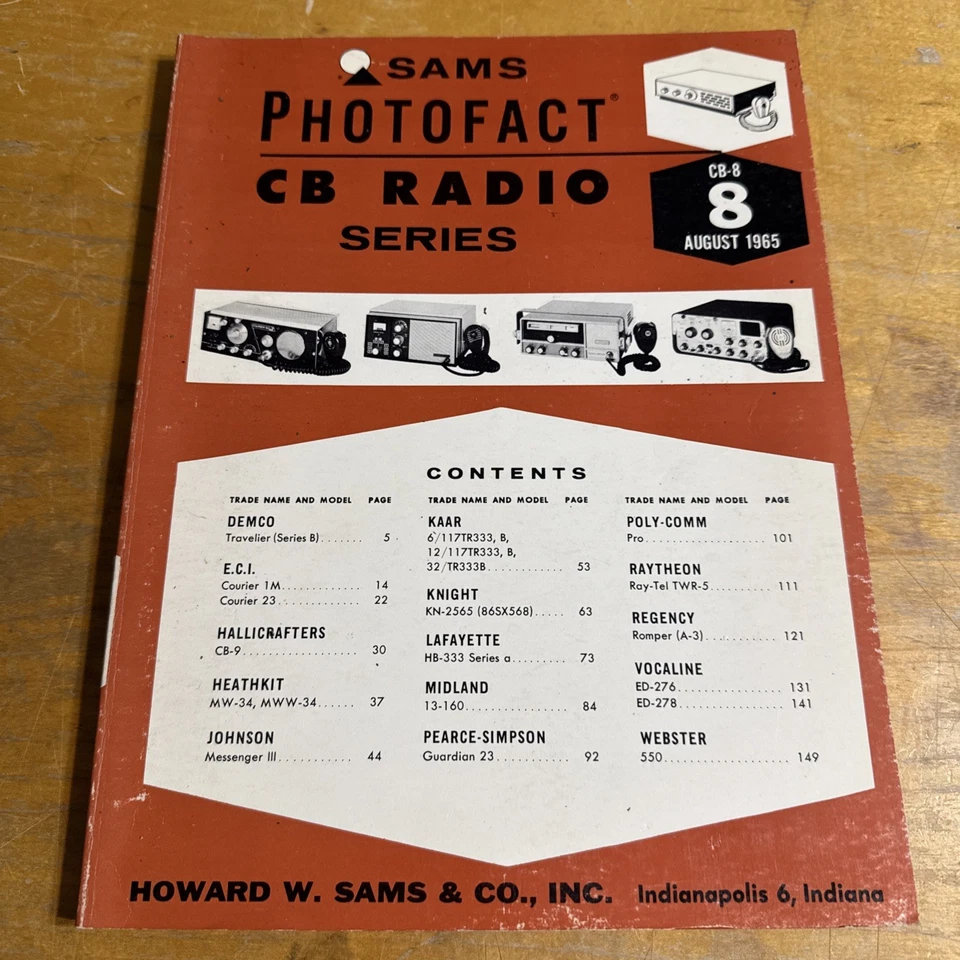 SAMS
PHOTOFACT®
CB RADIO
SERIES
CB-8
8
AUGUST 1965
CONTENTS
TRADE NAME AND MODEL PAGE
DEMCO
Travelier (Series B)....... 5
E.C.I.
Courier 1M............ 14
Courier 23............ 22
HALLICRAFTERS
CB-9................. 30
HEATHKIT
MW-34, MWW-34...... 37
JOHNSON
Messenger III........... 44
TRADE NAME AND MODEL PAGE
KAAR
6/117TR333, B,
12/117TR333, B,
32/TR333B........... 53
KNIGHT
KN-2565 (86SX568)..... 63
LAFAYETTE
HB-333 Series a......... 73
MIDLAND
13-160............... 84
PEARCE-SIMPSON
Guardian 23.......... 92
TRADE NAME AND MODEL PAGE
POLY-COMM
Pro.................. 101
RAYTHEON
Ray-Tel TWR-5.......... 111
REGENCY
Romper (A-3).......... 121
VOCALINE
ED-276............... 131
ED-278............... 141
WEBSTER
550.................. 149
HOWARD W. SAMS & CO., INC. Indianapolis 6, Indiana